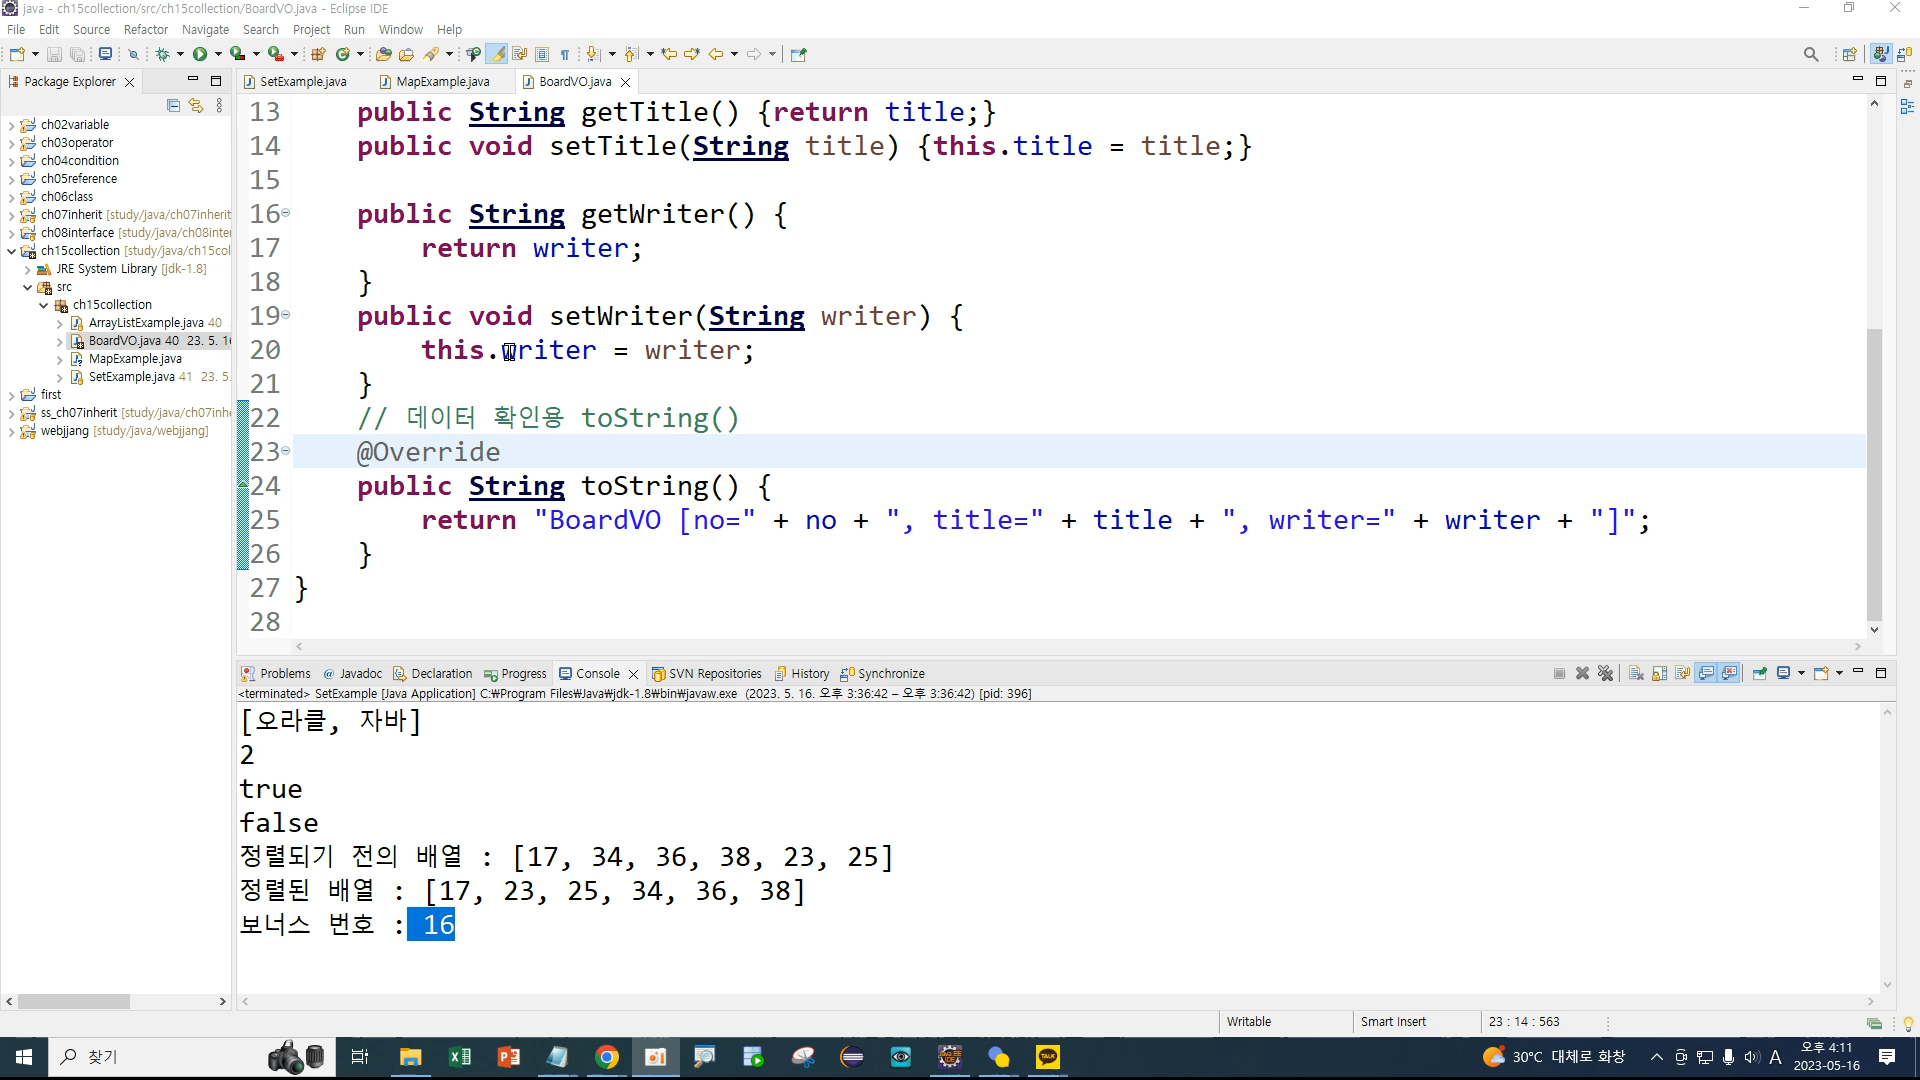 java - ch15collection/src/ch15collection/BoardVO.java - Eclipse IDE
File Edit Source Refactor Navigate Search Project Run Window Help
Package Explorer
SetExample.java MapExample.java BoardVO.java
ch02variable
ch03operator
ch04condition
ch05reference
ch06class
ch07inherit [study/java/ch07inherit
ch08interface [study/java/ch08inte
ch15collection [study/java/ch15col
JRE System Library [jdk-1.8]
src
ch15collection
ArrayListExample.java 40
BoardVO.java 40 23. 5. 16
MapExample.java
SetExample.java 41 23. 5.
first
ss_ch07inherit [study/java/ch07inh
webjjang [study/java/webjjang]
13 public String getTitle() {return title;}
14 public void setTitle(String title) {this.title = title;}
15
16 public String getWriter() {
17 return writer;
18 }
19 public void setWriter(String writer) {
20 this.writer = writer;
21 }
22 // 데이터 확인용 toString()
23 @Override
24 public String toString() {
25 return "BoardVO [no=" + no + ", title=" + title + ", writer=" + writer + "]";
26 }
27 }
28
Problems @ Javadoc Declaration Progress Console SVN Repositories History Synchronize
<terminated> SetExample [Java Application] C:₩Program Files₩Java₩jdk-1.8₩bin₩javaw.exe (2023. 5. 16. 오후 3:36:42 – 오후 3:36:42) [pid: 396]
[오라클, 자바]
2
true
false
정렬되기 전의 배열 : [17, 34, 36, 38, 23, 25]
정렬된 배열 : [17, 23, 25, 34, 36, 38]
보너스 번호 : 16
Writable Smart Insert 23 : 14 : 563
찾기
TALK
30°C 대체로 화창
A
오후 4:11
2023-05-16